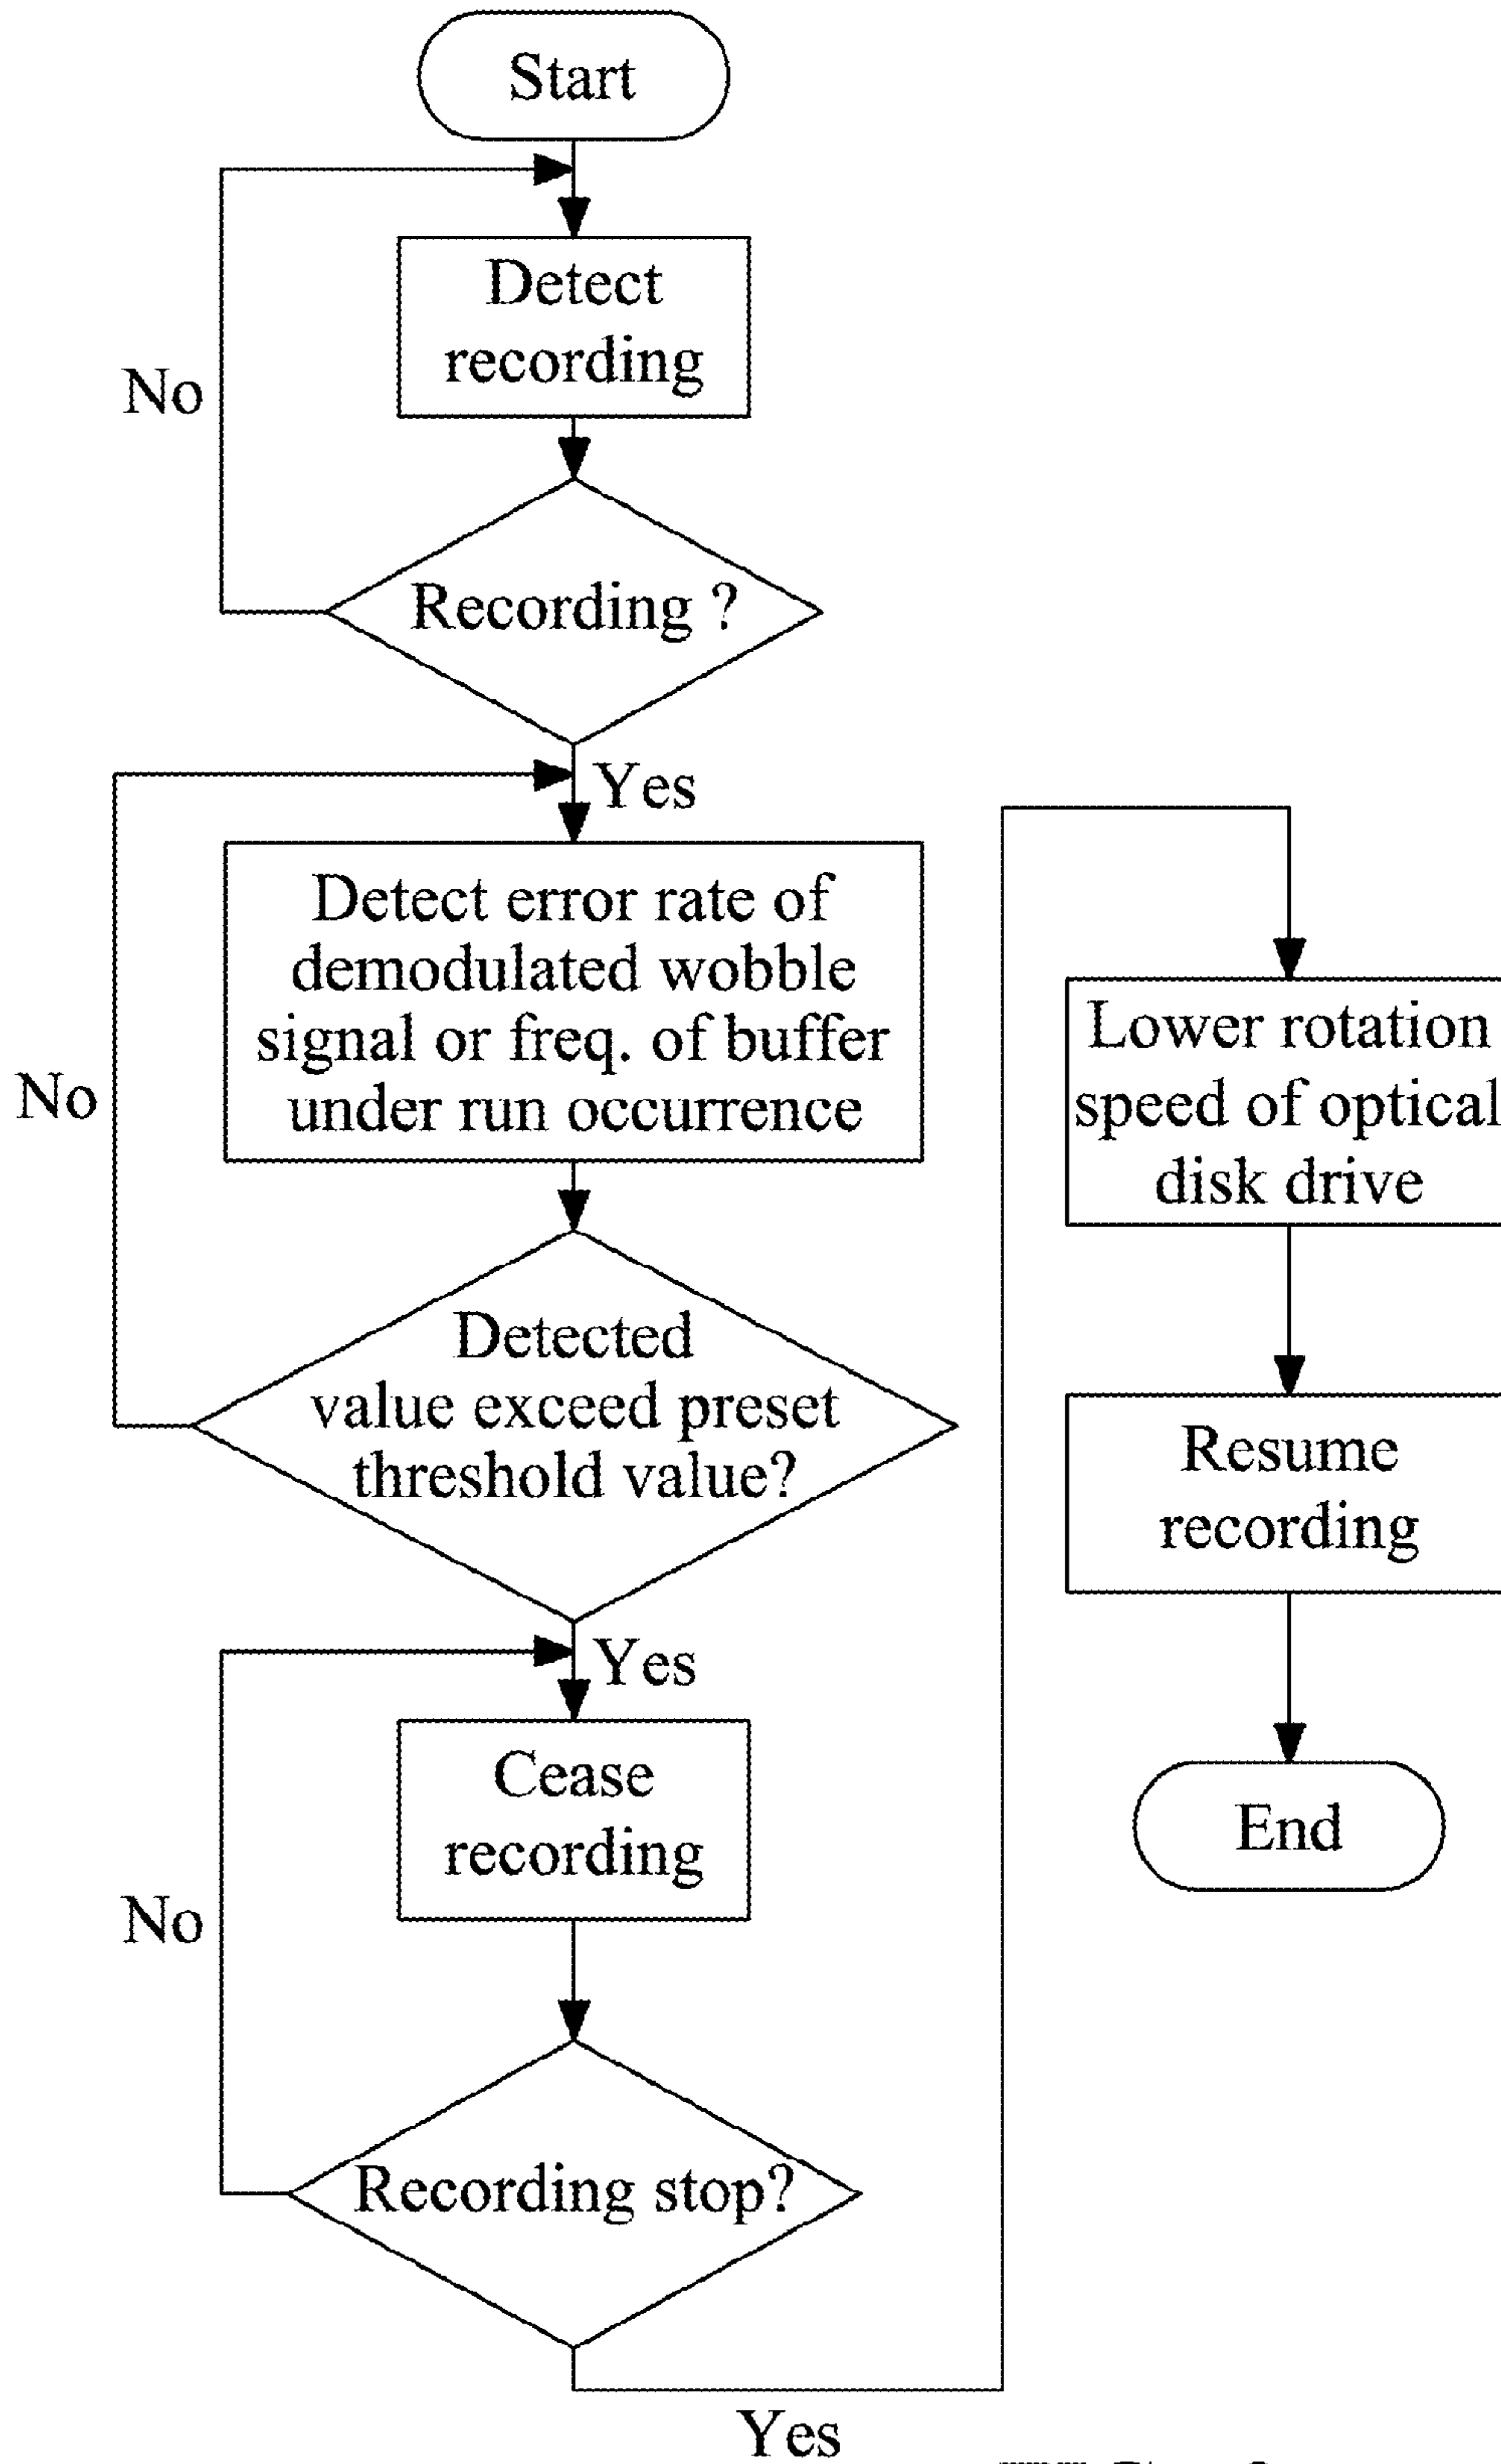 Start
Detect
recording
No
Recording ?
Yes
Detect error rate of
demodulated wobble
signal or freq. of buffer
under run occurrence
No
Detected
value exceed preset
threshold value?
Yes
Cease
recording
No
Recording stop?
Yes
Lower rotation
speed of optical
disk drive
Resume
recording
End